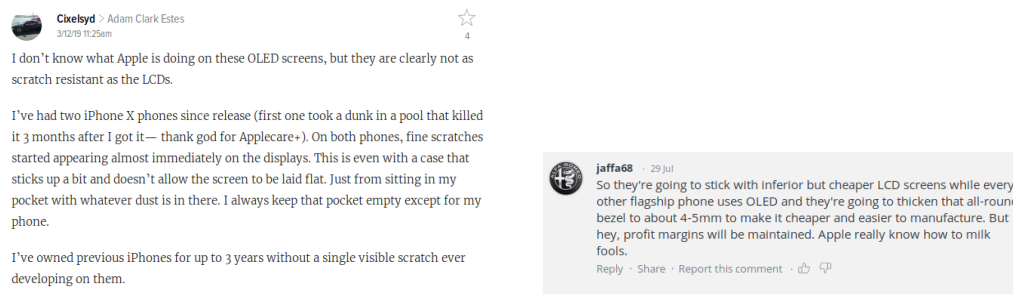 Cixelsyd > Adam Clark Estes
3/12/19 11:25am
4
I don't know what Apple is doing on these OLED screens, but they are clearly not as
scratch resistant as the LCDs.
I've had two iPhone X phones since release (first one took a dunk in a pool that killed
it 3 months after I got it— thank god for Applecare+). On both phones, fine scratches
started appearing almost immediately on the displays. This is even with a case that
sticks up a bit and doesn't allow the screen to be laid flat. Just from sitting in my
pocket with whatever dust is in there. I always keep that pocket empty except for my
phone.
I've owned previous iPhones for up to 3 years without a single visible scratch ever
developing on them.
jaffa68 · 29 Jul
So they're going to stick with inferior but cheaper LCD screens while every
other flagship phone uses OLED and they're going to thicken that all-roun
bezel to about 4-5mm to make it cheaper and easier to manufacture. But
hey, profit margins will be maintained. Apple really know how to milk
fools.
Reply · Share · Report this comment ·